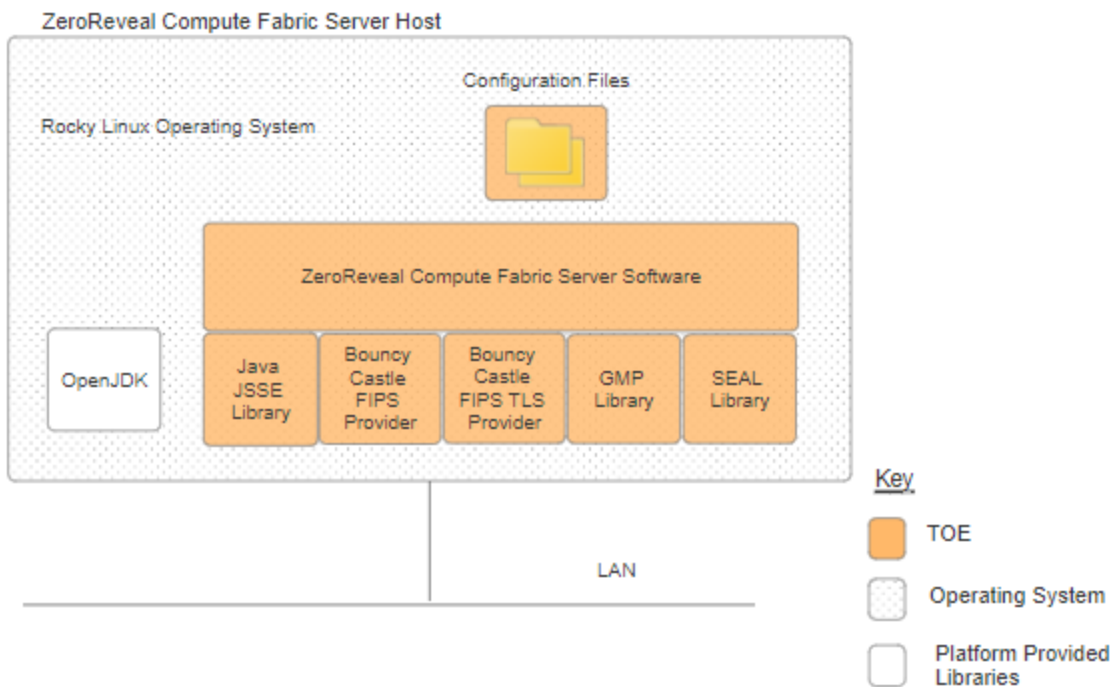 ZeroReveal Compute Fabric Server Host
Configuration Files
Rocky Linux Operating System
ZeroReveal Compute Fabric Server Software
OpenJDK
Java
JSSE
Library
Bouncy
Castle
FIPS
Provider
Bouncy
Castle
FIPS TLS
Provider
GMP
Library
SEAL
Library
LAN
Key
TOE
Operating System
Platform Provided
Libraries